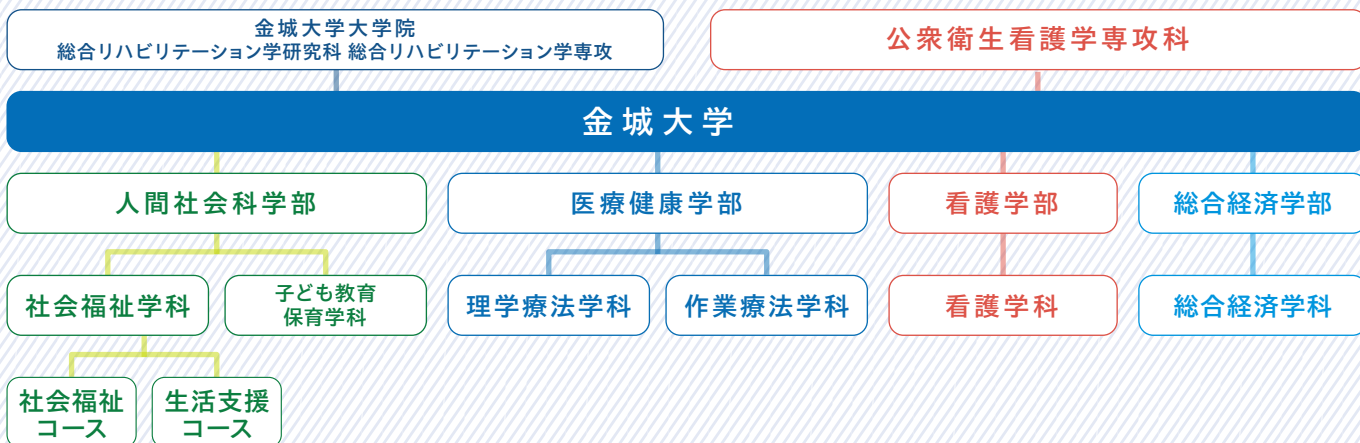 金城大学大学院
総合リハビリテーション学研究科 総合リハビリテーション学専攻
公衆衛生看護学専攻科
金城大学
人間社会科学部
医療健康学部
看護学部
総合経済学部
社会福祉学科
子ども教育
保育学科
理学療法学科
作業療法学科
看護学科
総合経済学科
社会福祉
コース
生活支援
コース